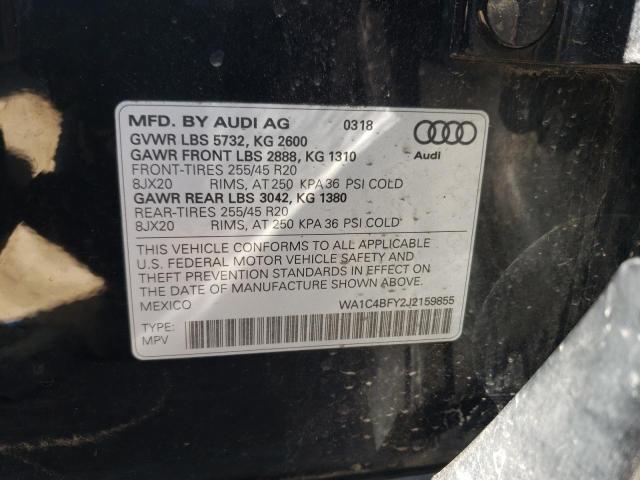 MFD. BY AUDI AG 0318
GVWR LBS 5732, KG 2600
GAWR FRONT LBS 2888, KG 1310
Audi
FRONT-TIRES 255/45 R20
8JX20 RIMS, AT 250 KPA 36 PSI COLD
GAWR REAR LBS 3042, KG 1380
REAR-TIRES 255/45 R20
8JX20 RIMS, AT 250 KPA 36 PSI COLD
THIS VEHICLE CONFORMS TO ALL APPLICABLE
U.S. FEDERAL MOTOR VEHICLE SAFETY AND
THEFT PREVENTION STANDARDS IN EFFECT ON
THE DATE OF MANUFACTURE SHOWN ABOVE.
MEXICO WA1C4BFY2J2159855
TYPE:
MPV